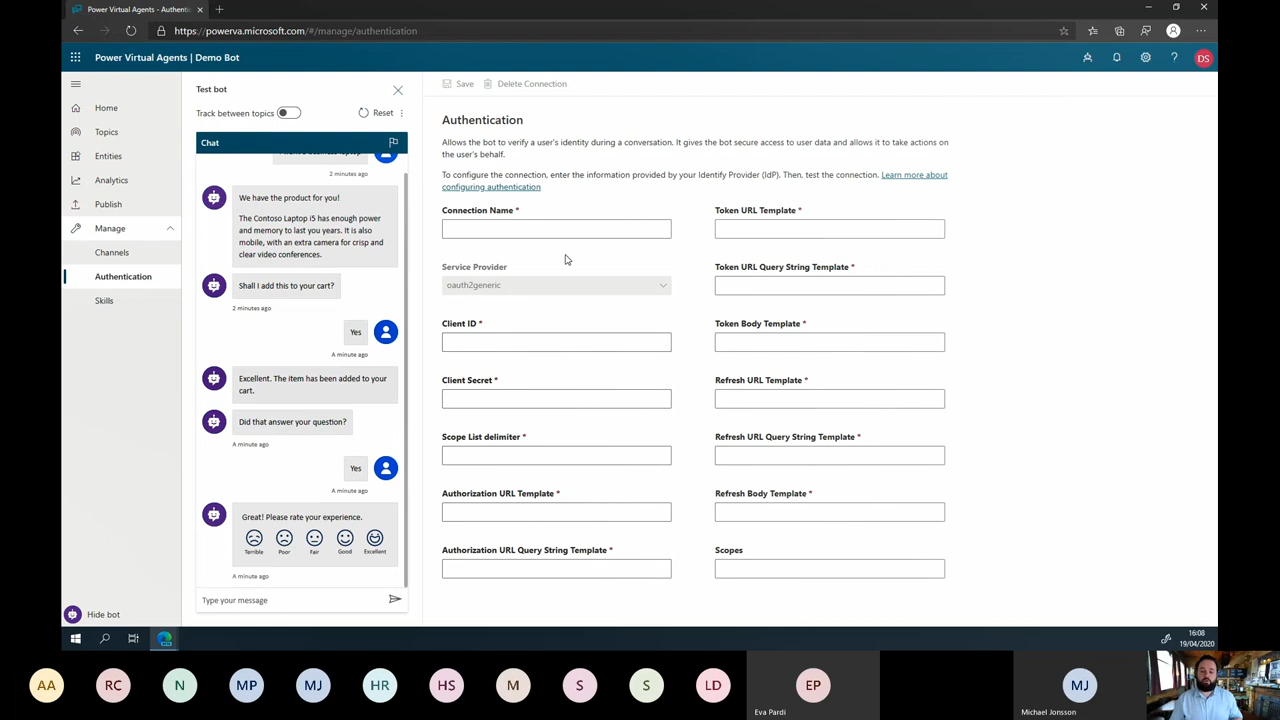 Power Virtual Agents - Authentic
https://powerva.microsoft.com/#/manage/authentication
Power Virtual Agents | Demo Bot
DS
Home
Topics
Entities
Analytics
Publish
Manage
Channels
Authentication
Skills
Hide bot
Test bot
Track between topics
Reset
Chat
2 minutes ago
We have the product for you!
The Contoso Laptop i5 has enough power
and memory to last you years. It is also
mobile, with an extra camera for crisp and
clear video conferences.
Shall I add this to your cart?
2 minutes ago
Yes
A minute ago
Excellent. The item has been added to your
cart.
Did that answer your question?
A minute ago
Yes
A minute ago
Great! Please rate your experience.
Terrible Poor Fair Good Excellent
A minute ago
Type your message
Save Delete Connection
Authentication
Allows the bot to verify a user's identity during a conversation. It gives the bot secure access to user data and allows it to take actions on
the user's behalf.
To configure the connection, enter the information provided by your Identify Provider (IdP). Then, test the connection. Learn more about
configuring authentication
Connection Name *
Service Provider
oauth2generic
Client ID *
Client Secret *
Scope List delimiter *
Authorization URL Template *
Authorization URL Query String Template *
Token URL Template *
Token URL Query String Template *
Token Body Template *
Refresh URL Template *
Refresh URL Query String Template *
Refresh Body Template *
Scopes
16:08
19/04/2020
AA RC N MP MJ HR HS M S S LD EP MJ
Eva Pardi
Michael Jonsson